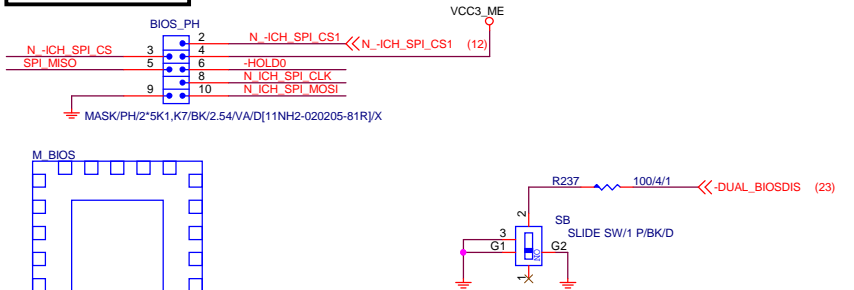 VCC3_ME
BIOS_PH
2 N_-ICH_SPI_CS1 N_-ICH_SPI_CS1 (12)
N_-ICH_SPI_CS 3 4
SPI_MISO 5 6 -HOLD0
8 N_ICH_SPI_CLK
9 10 N_ICH_SPI_MOSI
MASK/PH/2*5K1,K7/BK/2.54/VA/D[11NH2-020205-81R]/X
M_BIOS
R237 100/4/1 -DUAL_BIOSDIS (23)
2
SB
3 SLIDE SW/1 P/BK/D
G1 ON G2
1